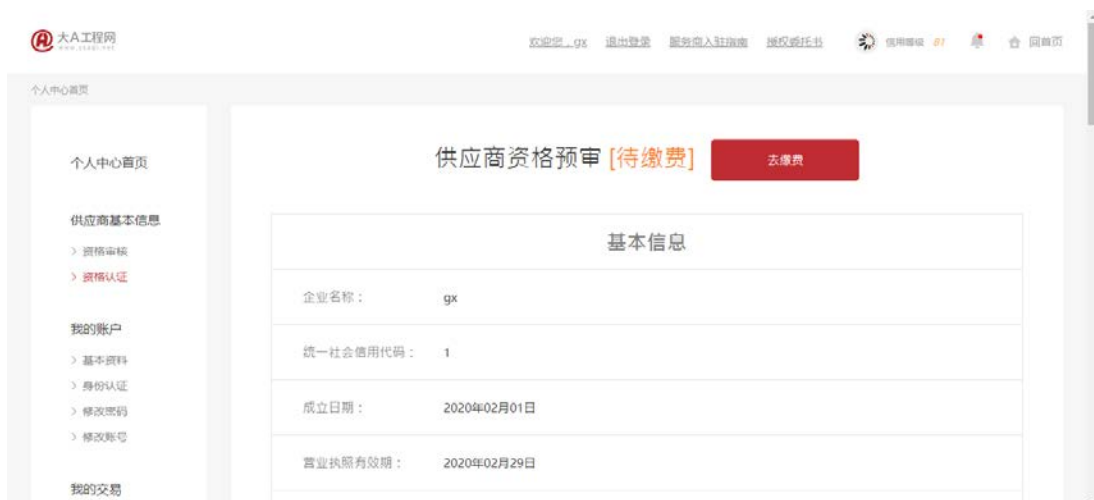 大A工程网
欢迎您，gx 退出登录 服务商入驻指南 授权委托书 信用等级 61 回首页
个人中心首页
个人中心首页
供应商资格预审 [待缴费] 去缴费
供应商基本信息
> 资格审核
> 资格认证
基本信息
企业名称： gx
我的账户
统一社会信用代码： 1
> 基本资料
> 身份认证
成立日期： 2020年02月01日
> 修改密码
> 修改账号
营业执照有效期： 2020年02月29日
我的交易